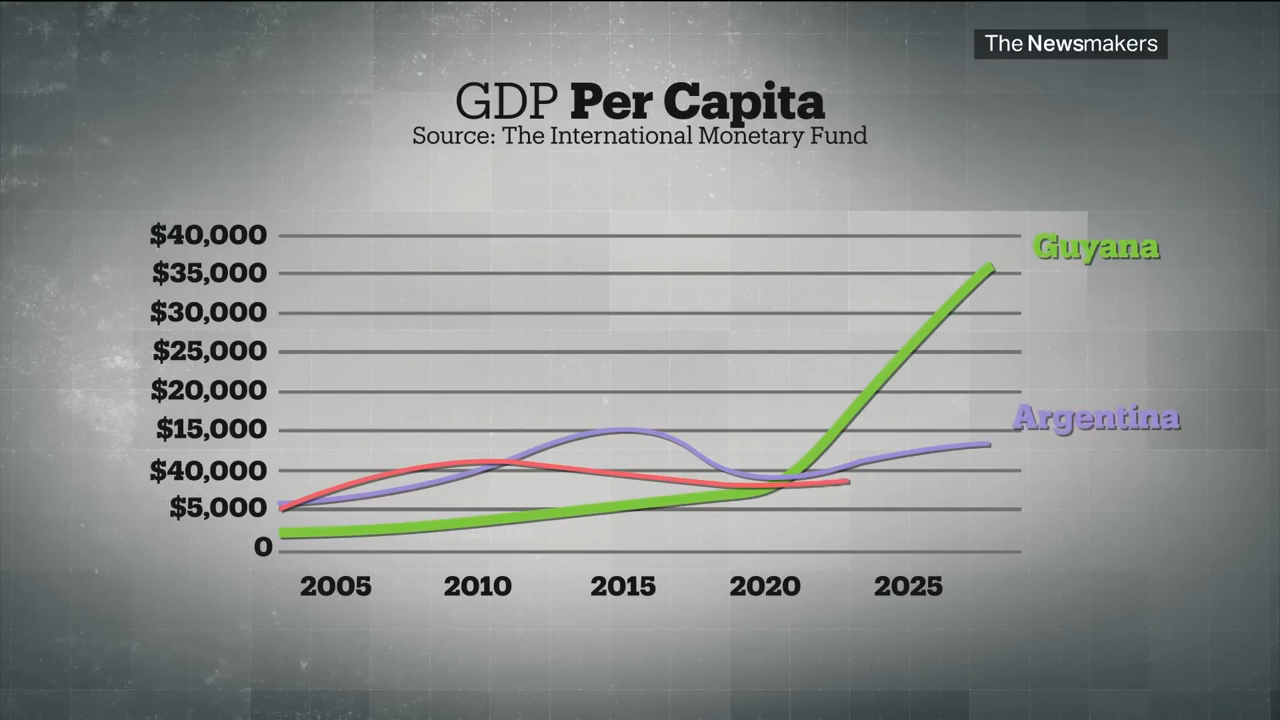 The Newsmakers
GDP Per Capita
Source: The International Monetary Fund
$40,000
Guyana
$35,000
$30,000
$25,000
$20,000
Argentina
$15,000
$40,000
$5,000
0
2005 2010 2015 2020 2025